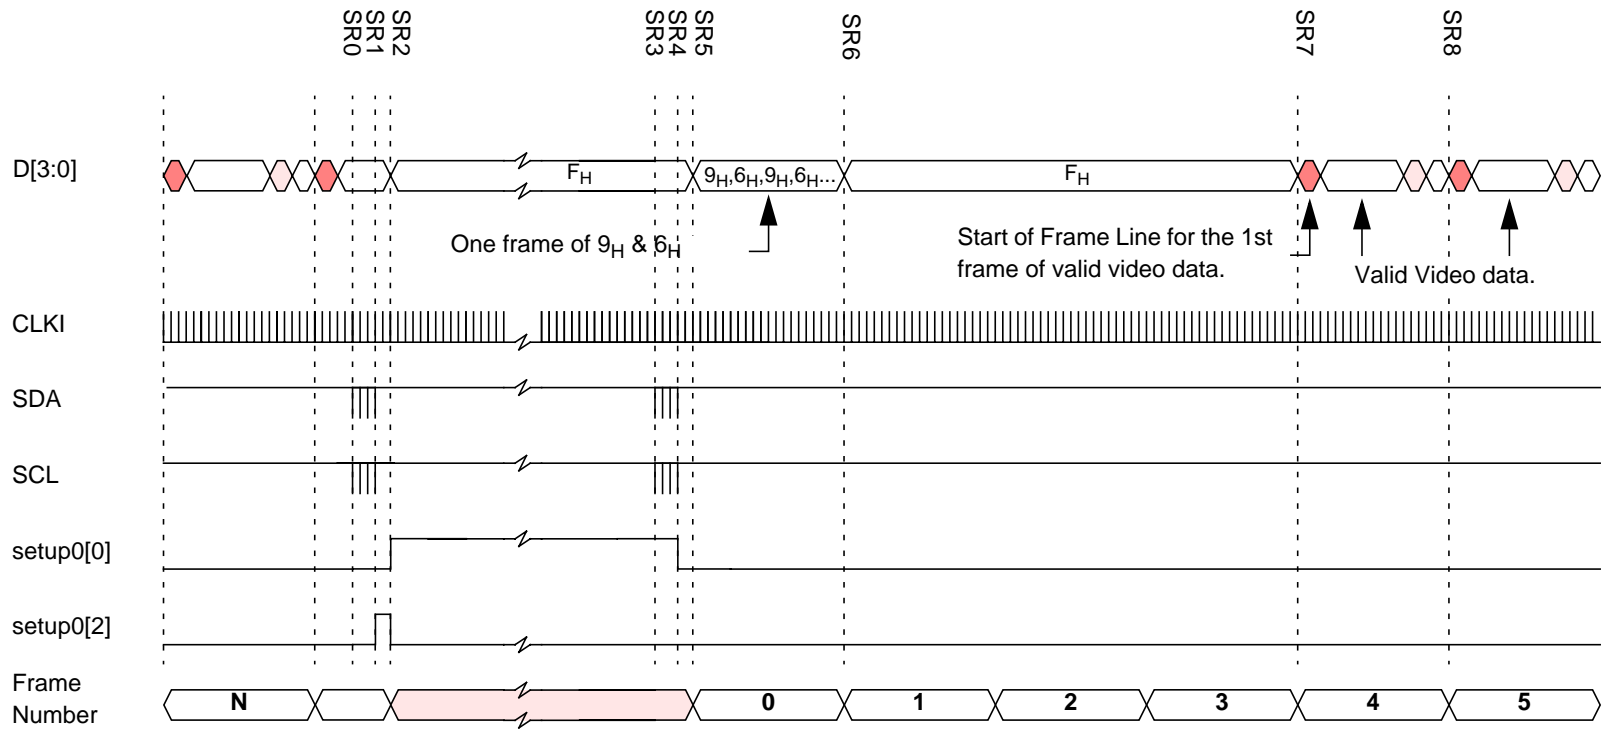 SR0 SR1 SR2 SR3 SR4 SR5 SR6 SR7 SR8
D[3:0] FH 9H,6H,9H,6H... FH
One frame of 9H & 6H
Start of Frame Line for the 1st
frame of valid video data.
Valid Video data.
CLKI
SDA
SCL
setup0[0]
setup0[2]
Frame
Number
N 0 1 2 3 4 5